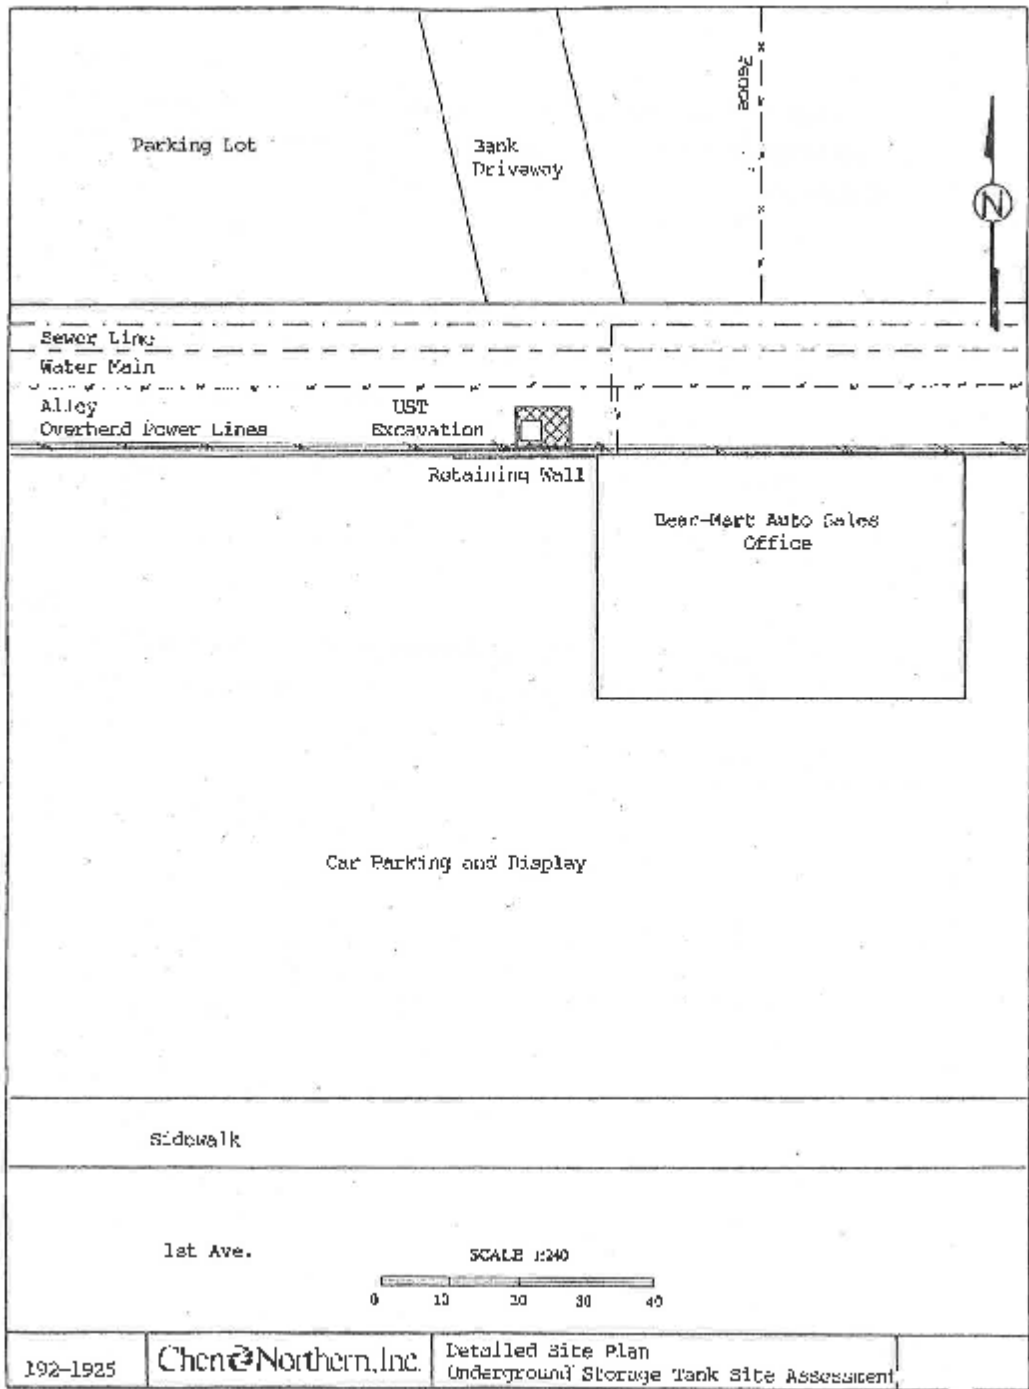 Fence
Parking Lot
Bank
Driveway
N
Sewer Line
Water Main
Alley
Overhead Power Lines
UST
Excavation
Retaining Wall
Bear-Mart Auto Sales
Office
Car Parking and Display
Sidewalk
1st Ave.
SCALE 1:240
0 10 20 30 40
192-1925
Chen Northern, Inc.
Detailed Site Plan
Underground Storage Tank Site Assessment